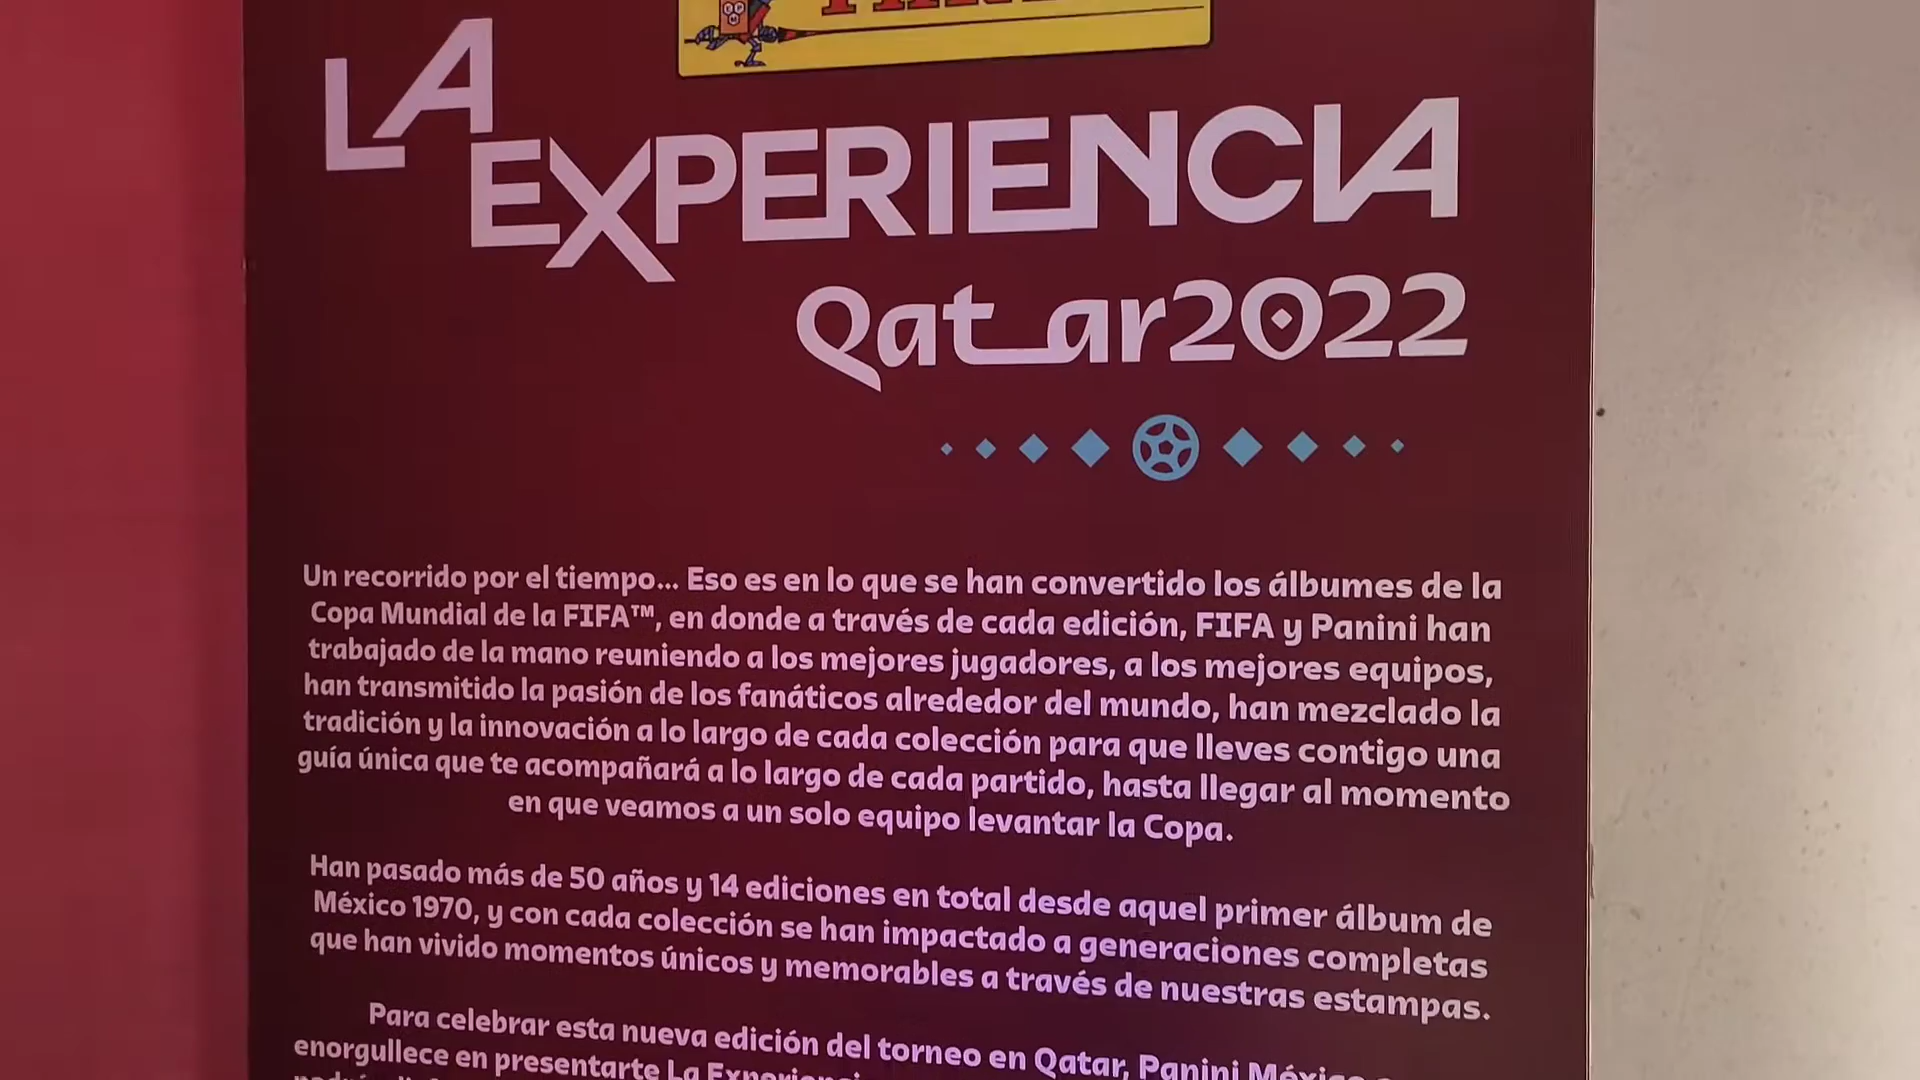 LA
EXPERIENCIA
Qatar2022
Un recorrido por el tiempo... Eso es en lo que se han convertido los álbumes de la
Copa Mundial de la FIFA™, en donde a través de cada edición, FIFA y Panini han
trabajado de la mano reuniendo a los mejores jugadores, a los mejores equipos,
han transmitido la pasión de los fanáticos alrededor del mundo, han mezclado la
tradición y la innovación a lo largo de cada colección para que lleves contigo una
guía única que te acompañará a lo largo de cada partido, hasta llegar al momento
en que veamos a un solo equipo levantar la Copa.
Han pasado más de 50 años y 14 ediciones en total desde aquel primer álbum de
México 1970, y con cada colección se han impactado a generaciones completas
que han vivido momentos únicos y memorables a través de nuestras estampas.
Para celebrar esta nueva edición del torneo en Qatar, Panini México
enorgullece en presentarte La